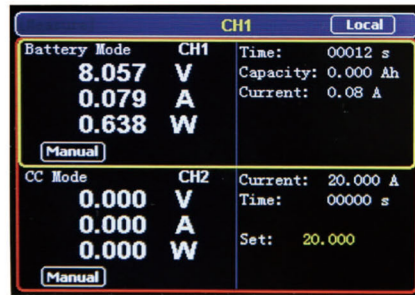 CH1 Local
Battery Mode CH1
8.057 V
0.079 A
0.638 W
Manual
Time: 00012 s
Capacity: 0.000 Ah
Current: 0.08 A
CC Mode CH2
0.000 V
0.000 A
0.000 W
Manual
Current: 20.000 A
Time: 00000 s
Set: 20.000